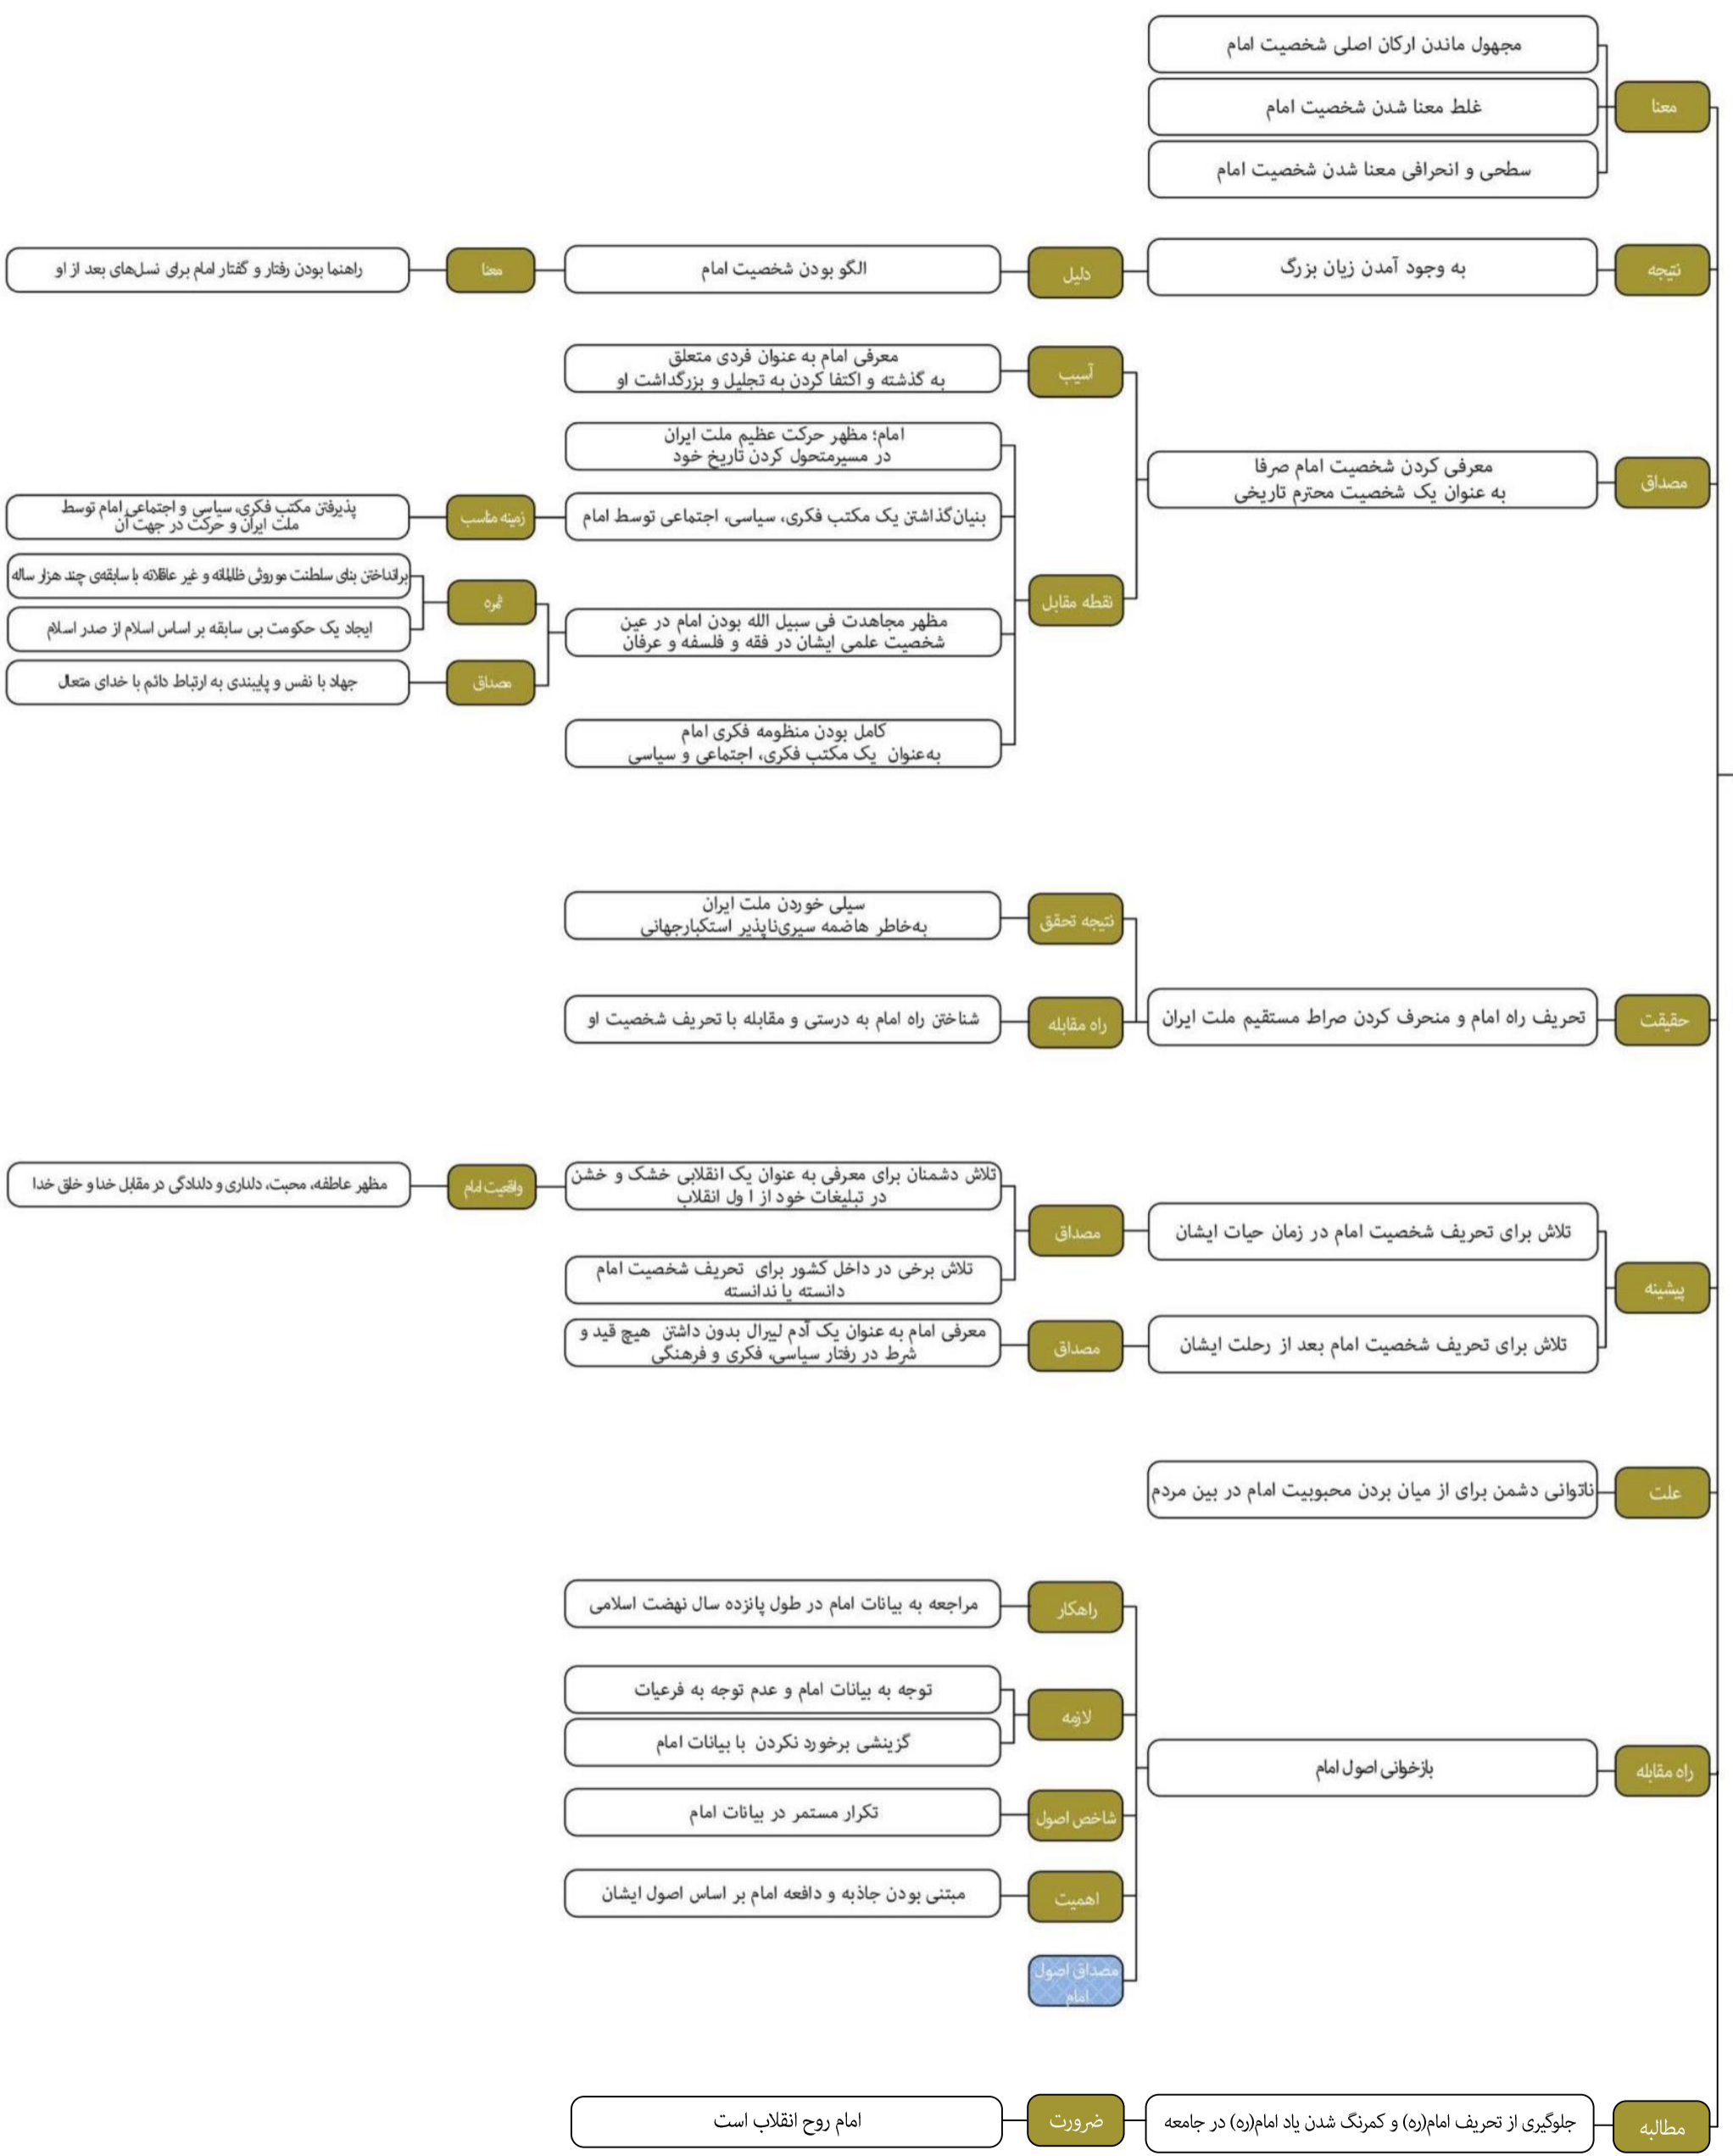 معنا
مجهول ماندن ارکان اصلی شخصیت امام
غلط معنا شدن شخصیت امام
سطحی و انحرافی معنا شدن شخصیت امام
نتیجه
به وجود آمدن زیان بزرگ
دلیل
الگو بودن شخصیت امام
معنا
راهنما بودن رفتار و گفتار امام برای نسل‌های بعد از او
مصداق
معرفی کردن شخصیت امام صرفا
به عنوان یک شخصیت محترم تاریخی
آسیب
معرفی امام به عنوان فردی متعلق
به گذشته و اکتفا کردن به تجلیل و بزرگداشت او
نقطه مقابل
امام؛ مظهر حرکت عظیم ملت ایران
در مسیرمتحول کردن تاریخ خود
بنیان‌گذاشتن یک مکتب فکری، سیاسی، اجتماعی توسط امام
زمینه مناسب
پذیرفتن مکتب فکری، سیاسی و اجتماعی امام توسط
ملت ایران و حرکت در جهت آن
مظهر مجاهدت فی سبیل الله بودن امام در عین
شخصیت علمی ایشان در فقه و فلسفه و عرفان
ثمره
برانداختن بنای سلطنت موروثی ظالمانه و غیر عاقلانه با سابقه‌ی چند هزار ساله
ایجاد یک حکومت بی سابقه بر اساس اسلام از صدر اسلام
مصداق
جهاد با نفس و پایبندی به ارتباط دائم با خدای متعال
کامل بودن منظومه فکری امام
به‌عنوان یک مکتب فکری، اجتماعی و سیاسی
حقیقت
تحریف راه امام و منحرف کردن صراط مستقیم ملت ایران
نتیجه تحقق
سیلی خوردن ملت ایران
به‌خاطر هاضمه سیری‌ناپذیر استکبارجهانی
راه مقابله
شناختن راه امام به درستی و مقابله با تحریف شخصیت او
پیشینه
تلاش برای تحریف شخصیت امام در زمان حیات ایشان
مصداق
تلاش دشمنان برای معرفی به عنوان یک انقلابی خشک و خشن
در تبلیغات خود از ا ول انقلاب
واقعیت امام
مظهر عاطفه، محبت، دلداری و دلدادگی در مقابل خدا و خلق خدا
تلاش برخی در داخل کشور برای تحریف شخصیت امام
دانسته یا ندانسته
تلاش برای تحریف شخصیت امام بعد از رحلت ایشان
مصداق
معرفی امام به عنوان یک آدم لیبرال بدون داشتن هیچ قید و
شرط در رفتار سیاسی، فکری و فرهنگی
علت
ناتوانی دشمن برای از میان بردن محبوبیت امام در بین مردم
راه مقابله
بازخوانی اصول امام
راهکار
مراجعه به بیانات امام در طول پانزده سال نهضت اسلامی
لازمه
توجه به بیانات امام و عدم توجه به فرعیات
گزینشی برخورد نکردن با بیانات امام
شاخص اصول
تکرار مستمر در بیانات امام
اهمیت
مبتنی بودن جاذبه و دافعه امام بر اساس اصول ایشان
مصداق اصول
امام
مطالبه
جلوگیری از تحریف امام(ره) و کمرنگ شدن یاد امام(ره) در جامعه
ضرورت
امام روح انقلاب است